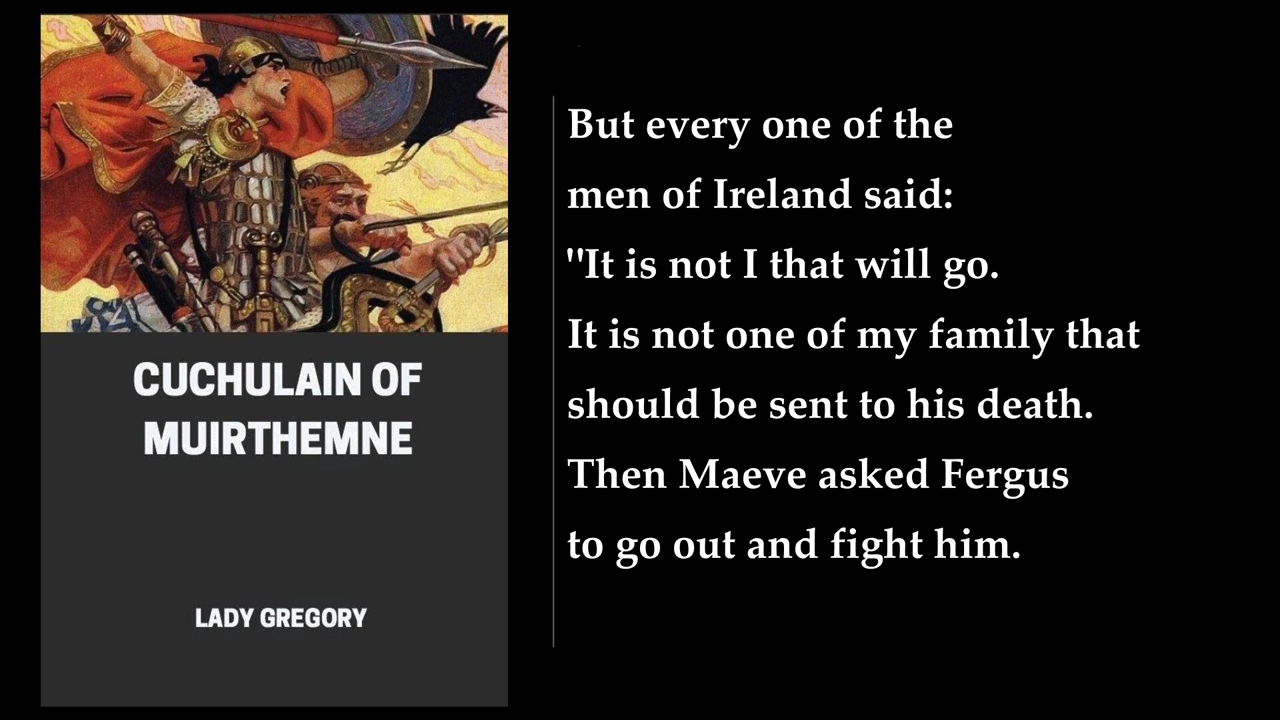 CUCHULAIN OF
MUIRTHEMNE
LADY GREGORY
But every one of the
men of Ireland said:
"It is not I that will go.
It is not one of my family that
should be sent to his death.
Then Maeve asked Fergus
to go out and fight him.